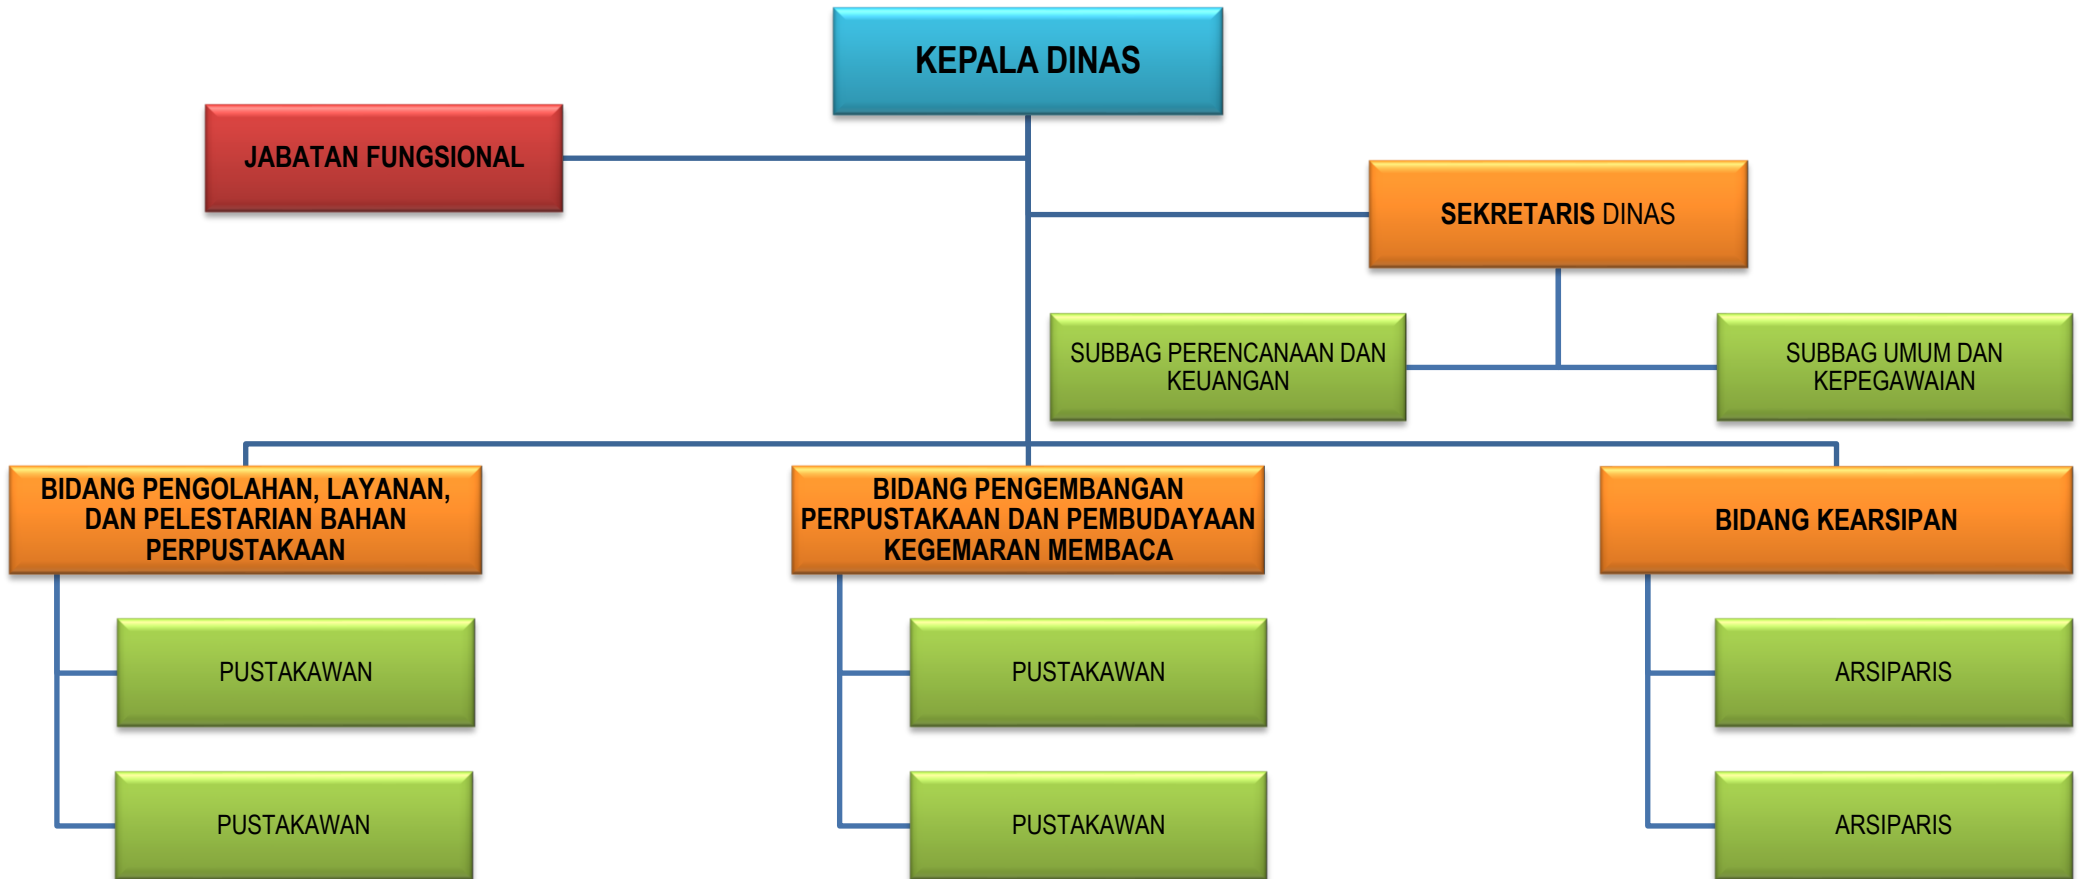 KEPALA DINAS
JABATAN FUNGSIONAL
SEKRETARIS DINAS
SUBBAG PERENCANAAN DAN
KEUANGAN
SUBBAG UMUM DAN
KEPEGAWAIAN
BIDANG PENGOLAHAN, LAYANAN,
DAN PELESTARIAN BAHAN
PERPUSTAKAAN
BIDANG PENGEMBANGAN
PERPUSTAKAAN DAN PEMBUDAYAAN
KEGEMARAN MEMBACA
BIDANG KEARSIPAN
PUSTAKAWAN
PUSTAKAWAN
ARSIPARIS
PUSTAKAWAN
PUSTAKAWAN
ARSIPARIS